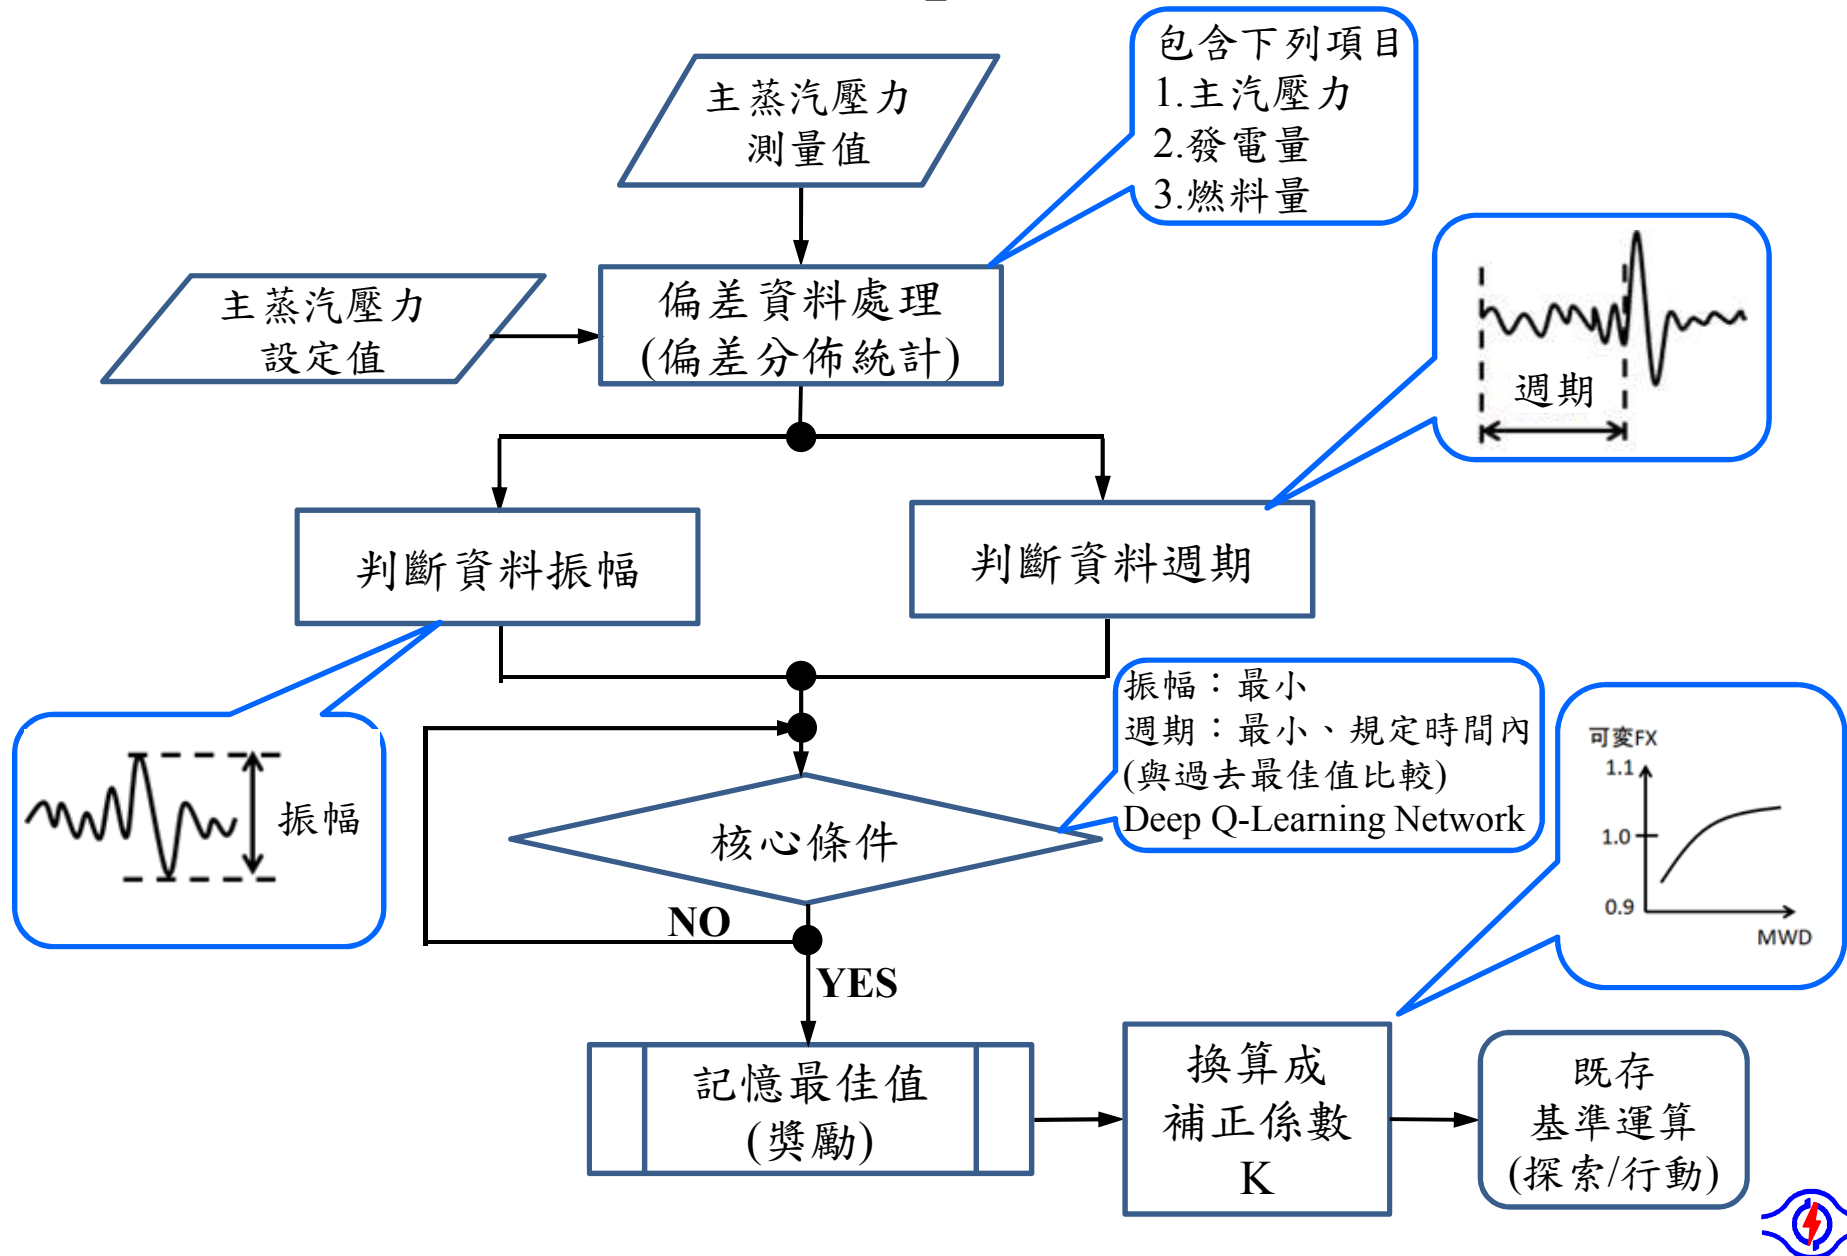 主蒸汽壓力
測量值
包含下列項目
1.主汽壓力
2.發電量
3.燃料量
主蒸汽壓力
設定值
偏差資料處理
(偏差分佈統計)
週期
判斷資料振幅
判斷資料週期
振幅
振幅：最小
週期：最小、規定時間內
(與過去最佳值比較)
Deep Q-Learning Network
核心條件
NO
YES
可変FX
1.1
1.0
0.9
MWD
記憶最佳值
(獎勵)
換算成
補正係數
K
既存
基準運算
(探索/行動)